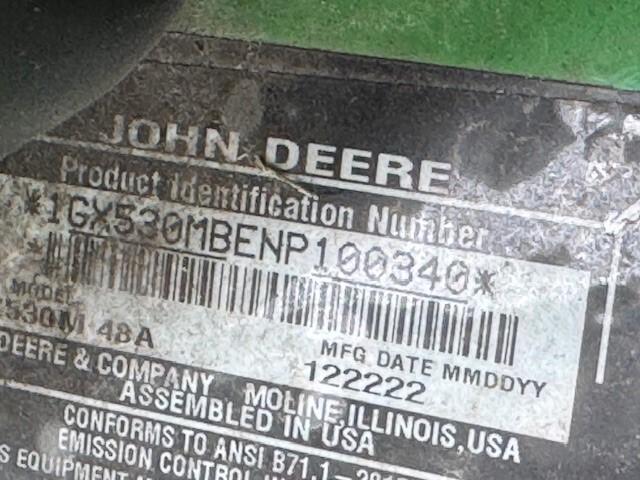 JOHN DEERE
Product Identification Number
*1GX530MBENP100340*
MODEL
530M 48A
MFG DATE MMDDYY
122222
DEERE & COMPANY MOLINE ILLINOIS, USA
ASSEMBLED IN USA
CONFORMS TO ANSI B71.1-
EMISSION CONTROL
EQUIPMENT